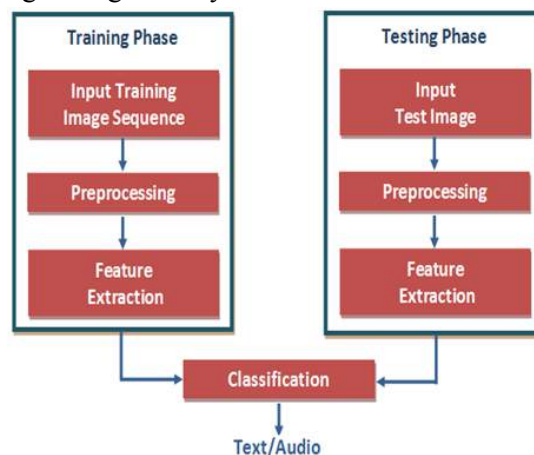 Training Phase
Input Training
Image Sequence
Preprocessing
Feature
Extraction
Testing Phase
Input
Test Image
Preprocessing
Feature
Extraction
Classification
Text/Audio